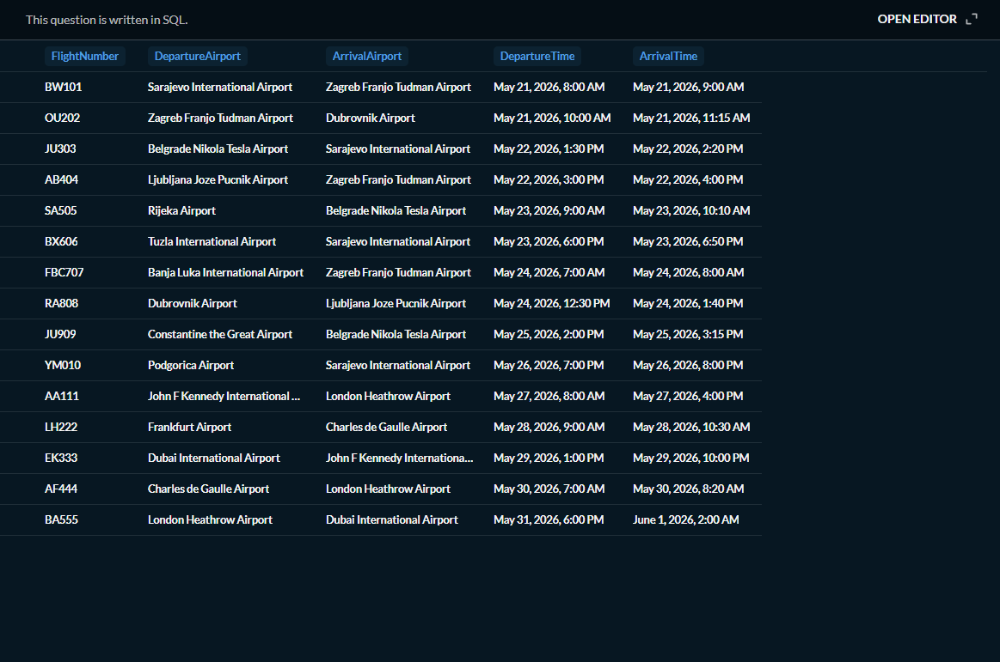 This question is written in SQL.
OPEN EDITOR
FlightNumber DepartureAirport ArrivalAirport DepartureTime ArrivalTime
BW101 Sarajevo International Airport Zagreb Franjo Tudman Airport May 21, 2026, 8:00 AM May 21, 2026, 9:00 AM
OU202 Zagreb Franjo Tudman Airport Dubrovnik Airport May 21, 2026, 10:00 AM May 21, 2026, 11:15 AM
JU303 Belgrade Nikola Tesla Airport Sarajevo International Airport May 22, 2026, 1:30 PM May 22, 2026, 2:20 PM
AB404 Ljubljana Joze Pucnik Airport Zagreb Franjo Tudman Airport May 22, 2026, 3:00 PM May 22, 2026, 4:00 PM
SA505 Rijeka Airport Belgrade Nikola Tesla Airport May 23, 2026, 9:00 AM May 23, 2026, 10:10 AM
BX606 Tuzla International Airport Sarajevo International Airport May 23, 2026, 6:00 PM May 23, 2026, 6:50 PM
FBC707 Banja Luka International Airport Zagreb Franjo Tudman Airport May 24, 2026, 7:00 AM May 24, 2026, 8:00 AM
RA808 Dubrovnik Airport Ljubljana Joze Pucnik Airport May 24, 2026, 12:30 PM May 24, 2026, 1:40 PM
JU909 Constantine the Great Airport Belgrade Nikola Tesla Airport May 25, 2026, 2:00 PM May 25, 2026, 3:15 PM
YM010 Podgorica Airport Sarajevo International Airport May 26, 2026, 7:00 PM May 26, 2026, 8:00 PM
AA111 John F Kennedy International ... London Heathrow Airport May 27, 2026, 8:00 AM May 27, 2026, 4:00 PM
LH222 Frankfurt Airport Charles de Gaulle Airport May 28, 2026, 9:00 AM May 28, 2026, 10:30 AM
EK333 Dubai International Airport John F Kennedy Internationa... May 29, 2026, 1:00 PM May 29, 2026, 10:00 PM
AF444 Charles de Gaulle Airport London Heathrow Airport May 30, 2026, 7:00 AM May 30, 2026, 8:20 AM
BA555 London Heathrow Airport Dubai International Airport May 31, 2026, 6:00 PM June 1, 2026, 2:00 AM